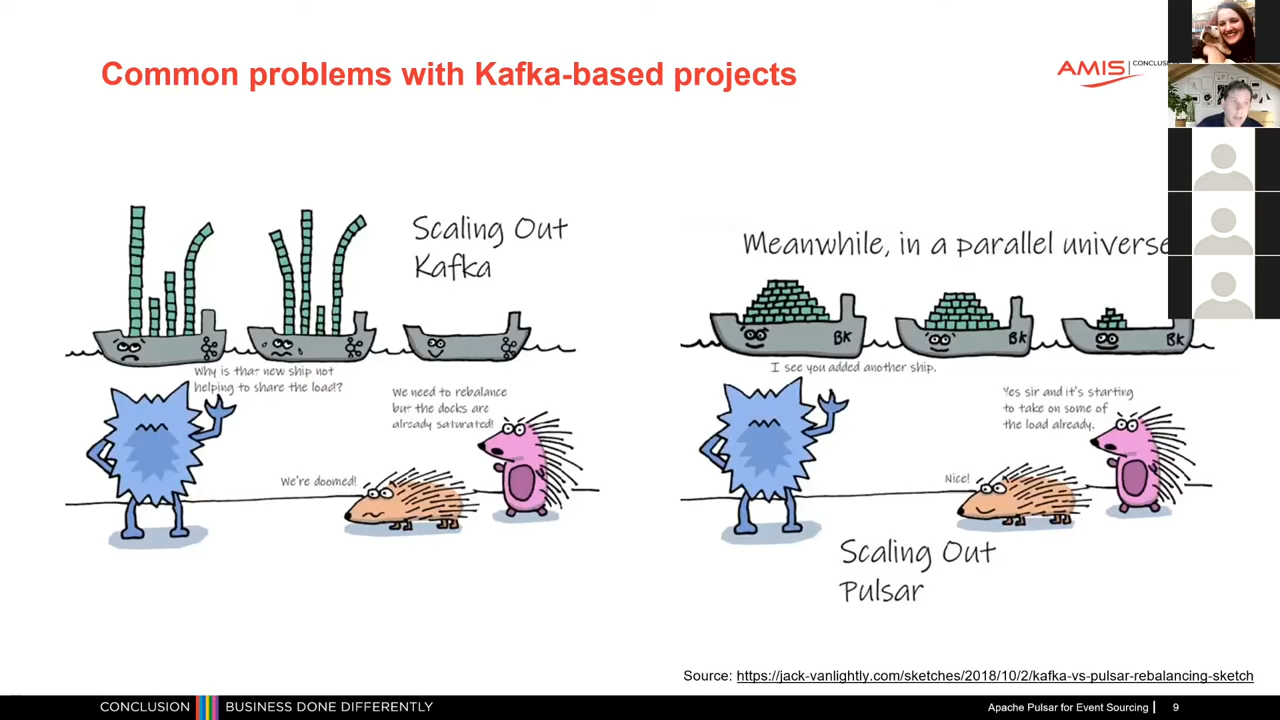 Common problems with Kafka-based projects
AMIS
Scaling Out
Kafka
Why is that new ship not
helping to share the load!?
We need to rebalance
but the docks are
already saturated!
We're doomed!
Meanwhile, in a parallel universe
BK
BK
BK
I see you added another ship.
Yes sir and it's starting
to take on some of
the load already.
Nice!
Scaling Out
Pulsar
Source: https://jack-vanlightly.com/sketches/2018/10/2/kafka-vs-pulsar-rebalancing-sketch
CONCLUSION BUSINESS DONE DIFFERENTLY
Apache Pulsar for Event Sourcing 9